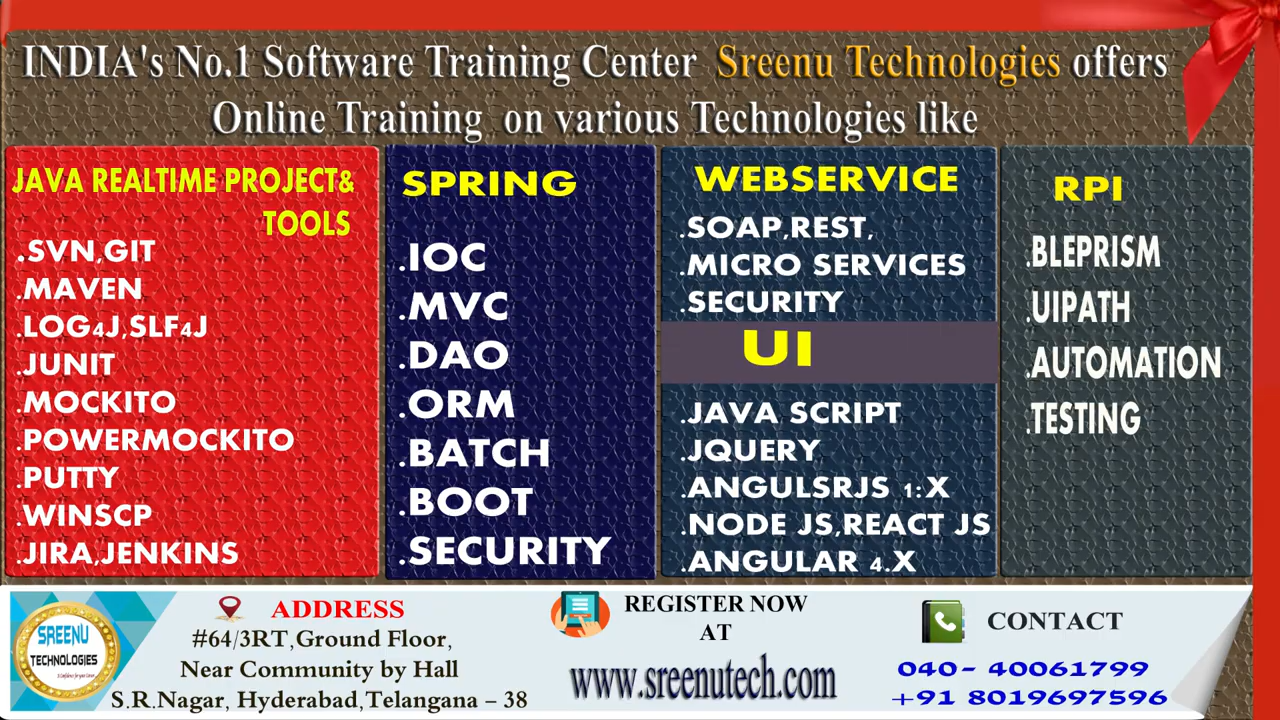 INDIA's No.1 Software Training Center Sreenu Technologies offers
Online Training on various Technologies like
JAVA REALTIME PROJECT&
TOOLS
.SVN,GIT
.MAVEN
.LOG4J,SLF4J
.JUNIT
.MOCKITO
.POWERMOCKITO
.PUTTY
.WINSCP
.JIRA,JENKINS
SPRING
.IOC
.MVC
.DAO
.ORM
.BATCH
.BOOT
.SECURITY
WEBSERVICE
.SOAP,REST,
.MICRO SERVICES
.SECURITY
UI
.JAVA SCRIPT
.JQUERY
.ANGULSRJS 1:X
.NODE JS,REACT JS
.ANGULAR 4.X
RPI
.BLEPRISM
.UIPATH
.AUTOMATION
.TESTING
SREENU
TECHNOLOGIES
ADDRESS
#64/3RT,Ground Floor,
Near Community by Hall
S.R.Nagar, Hyderabad,Telangana – 38
REGISTER NOW
AT
www.sreenutech.com
CONTACT
040- 40061799
+91 8019697596